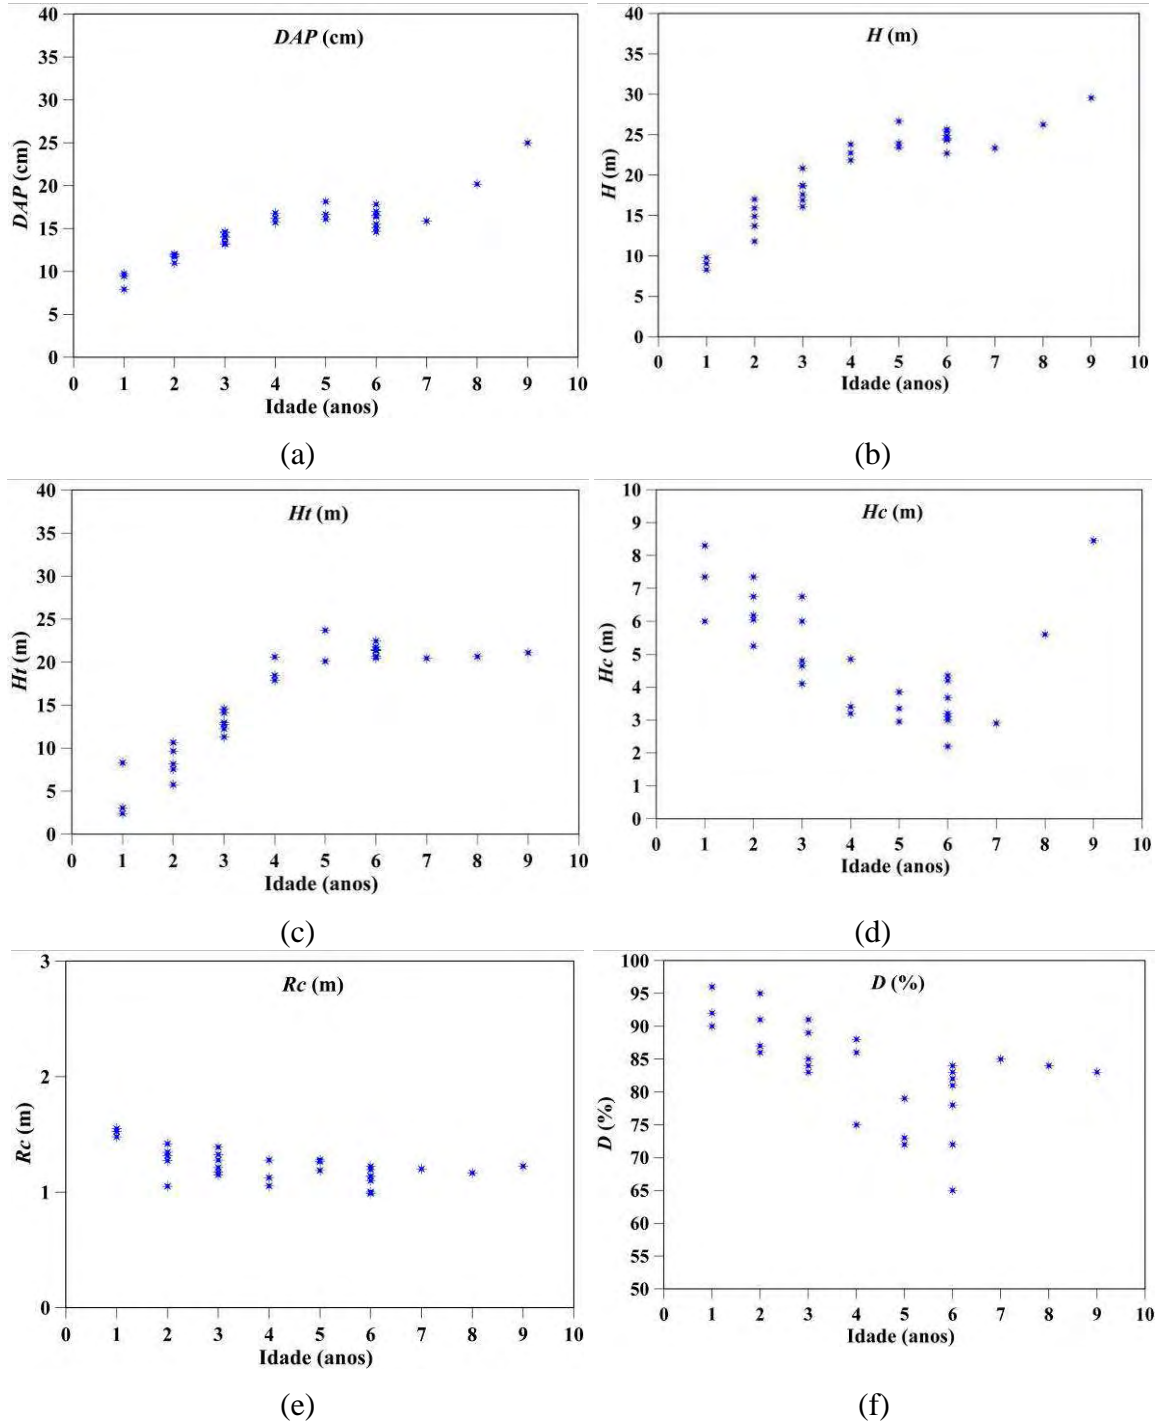 DAP (cm)
DAP (cm)
40
35
30
25
20
15
10
5
0
0 1 2 3 4 5 6 7 8 9 10
Idade (anos)
(a)
H (m)
H (m)
40
35
30
25
20
15
10
5
0
0 1 2 3 4 5 6 7 8 9 10
Idade (anos)
(b)
Ht (m)
Ht (m)
40
35
30
25
20
15
10
5
0
0 1 2 3 4 5 6 7 8 9 10
Idade (anos)
(c)
Hc (m)
Hc (m)
10
9
8
7
6
5
4
3
2
1
0
0 1 2 3 4 5 6 7 8 9 10
Idade (anos)
(d)
Rc (m)
Rc (m)
3
2
1
0
0 1 2 3 4 5 6 7 8 9 10
Idade (anos)
(e)
D (%)
D (%)
100
95
90
85
80
75
70
65
60
55
50
0 1 2 3 4 5 6 7 8 9 10
Idade (anos)
(f)